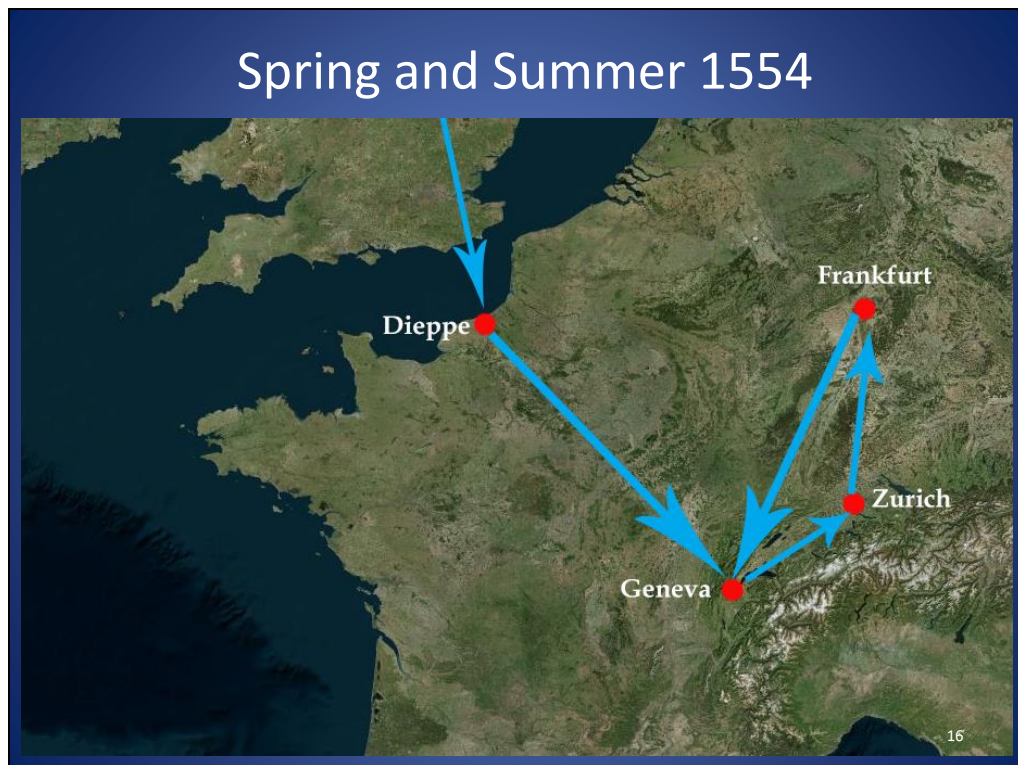 Spring and Summer 1554
Frankfurt
Dieppe
Zurich
Geneva
16